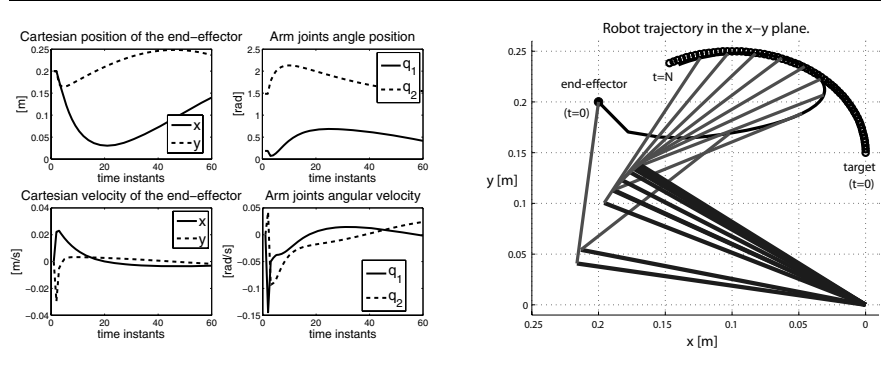 Cartesian position of the end−effector
0.25
0.2
0.15
0.1
0.05
0
[m]
0
20
40
60
time instants
x
y
Arm joints angle position
2.5
2.0
1.5
1.0
0.5
0
[rad]
0
20
40
60
time instants
q1
q2
Cartesian velocity of the end−effector
0.04
0.02
0
−0.02
−0.04
[m/s]
0
20
40
60
time instants
x
y
Arm joints angular velocity
0.05
0
−0.05
−0.1
−0.15
[rad/s]
0
20
40
60
time instants
q1
q2
Robot trajectory in the x−y plane.
0.25
0.2
0.15
0.1
0.05
0
y [m]
end-effector
(t=0)
t=N
target
(t=0)
0.25
0.2
0.15
0.1
0.05
0
x [m]